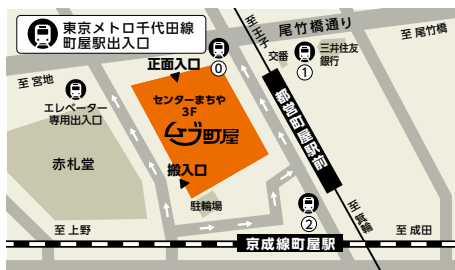 東京メトロ千代田線
町屋駅出入口
至王子
尾竹橋通り
至尾竹橋
正面入口
⓪
交番
①
三井住友
銀行
至宮地
エレベーター
専用出入口
センターまちや
3F
ムーブ町屋
都営町屋駅前
赤札堂
搬入口
駐輪場
②
至箕輪
至上野
京成線町屋駅
至成田